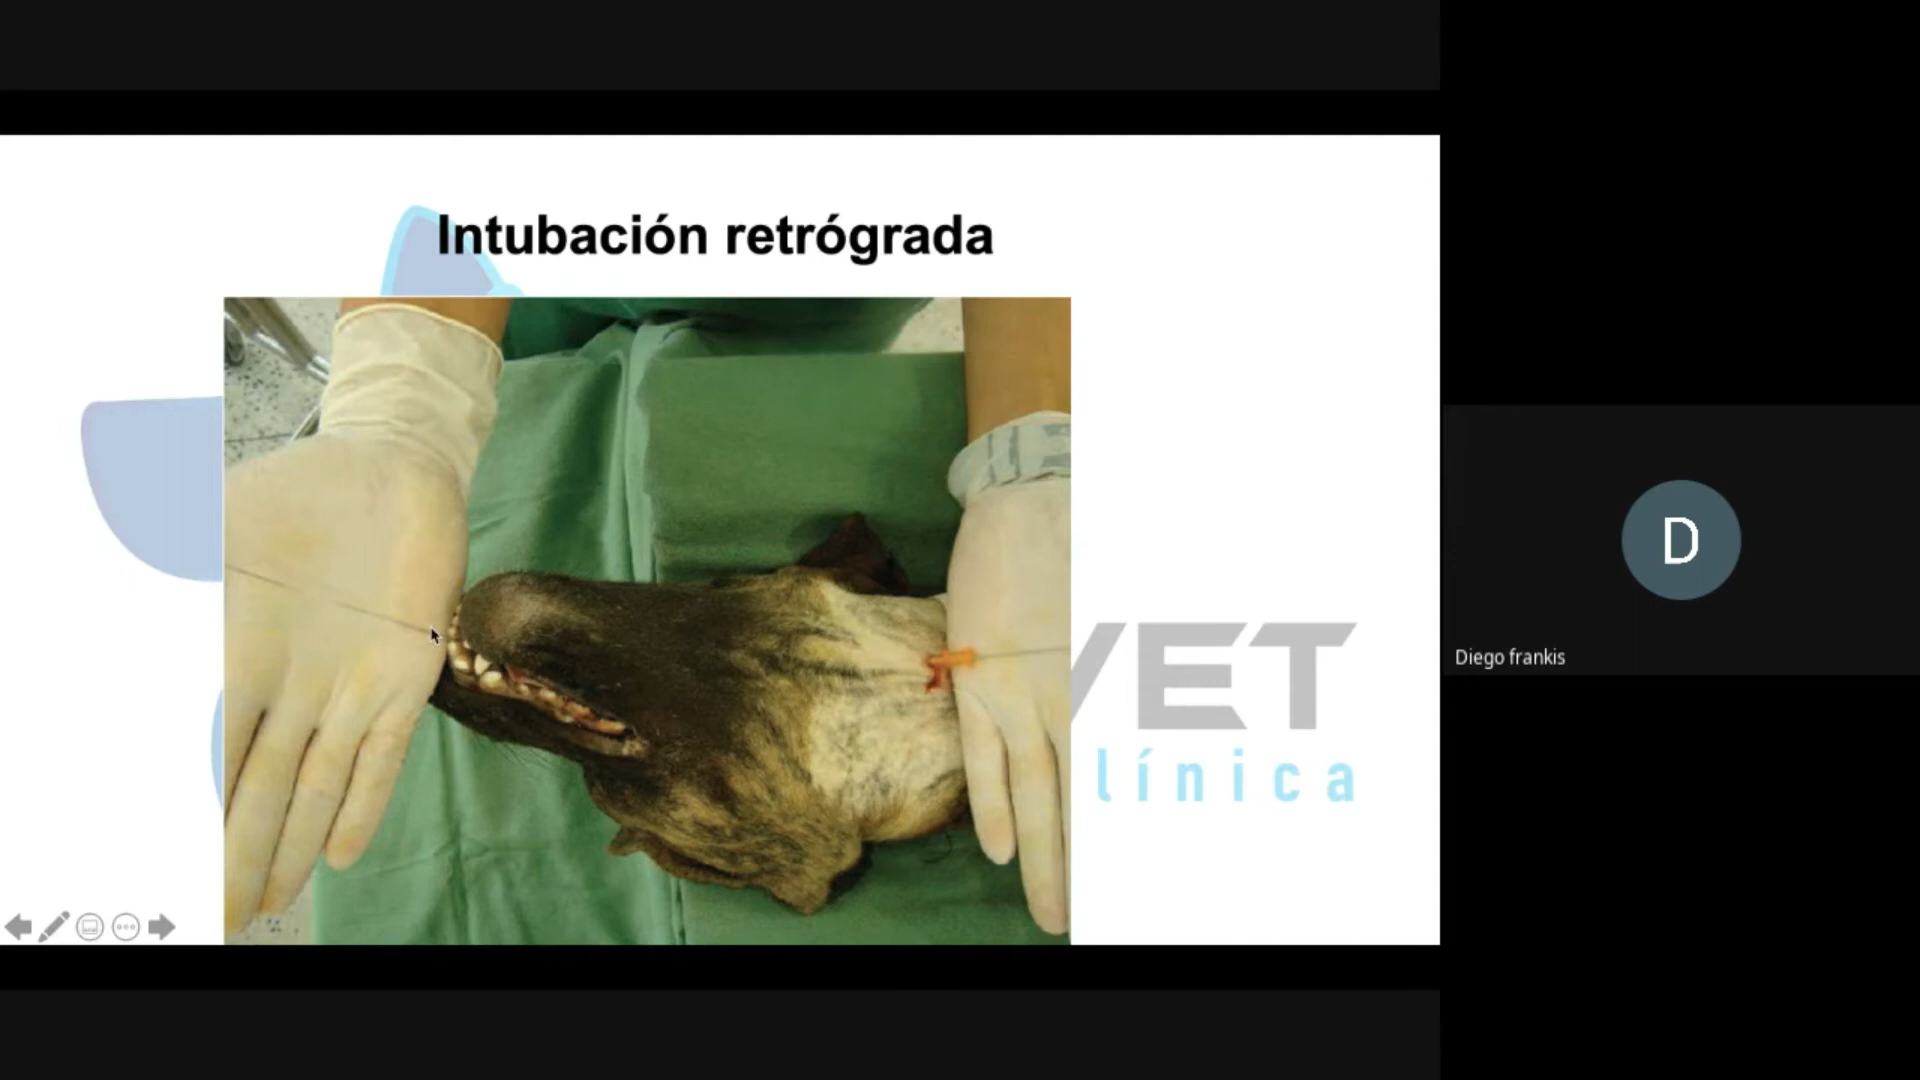 Intubación retrógrada
VET
línica
D
Diego frankis